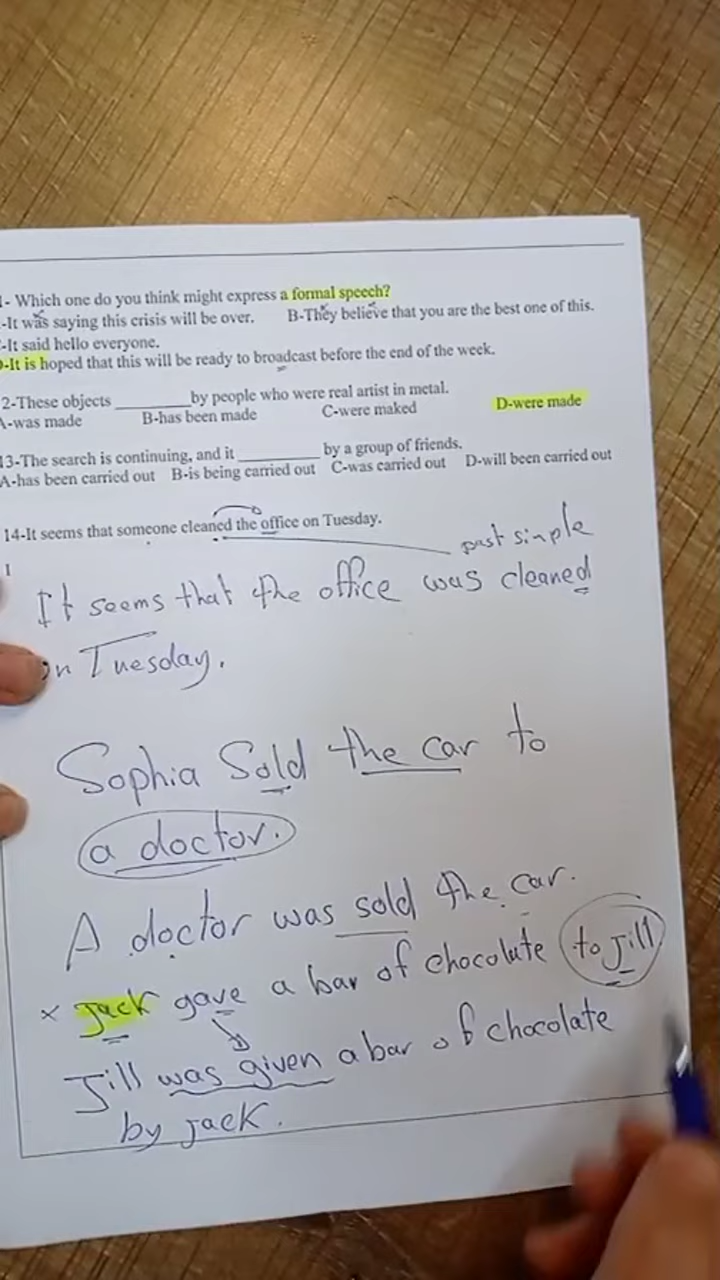 - Which one do you think might express a formal speech?
-It was saying this crisis will be over. B-They believe that you are the best one of this.
-It said hello everyone.
-It is hoped that this will be ready to broadcast before the end of the week.
2-These objects ________by people who were real artist in metal.
A-was made B-has been made C-were maked D-were made
13-The search is continuing, and it ________ by a group of friends.
A-has been carried out B-is being carried out C-was carried out D-will been carried out
14-It seems that someone cleaned the office on Tuesday.
past simple
It seems that the office was cleaned
on Tuesday.
Sophia Sold the car to
a doctor.
A doctor was sold the car.
x Jack gave a bar of chocolate to Jill
Jill was given a bar of chocolate
by Jack.